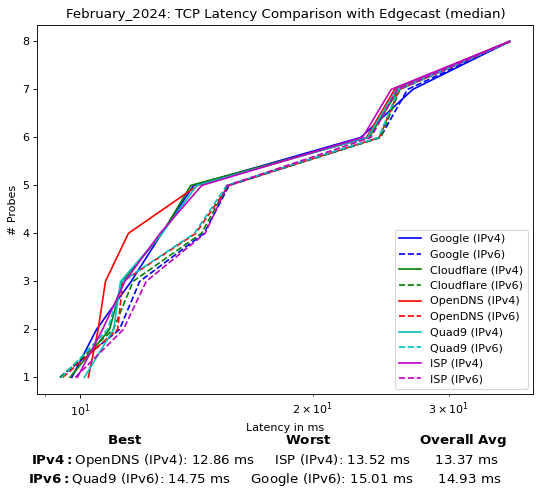 February_2024: TCP Latency Comparison with Edgecast (median)
8
7
6
5
4
3
2
1
# Probes
Google (IPv4)
Google (IPv6)
Cloudflare (IPv4)
Cloudflare (IPv6)
OpenDNS (IPv4)
OpenDNS (IPv6)
Quad9 (IPv4)
Quad9 (IPv6)
ISP (IPv4)
ISP (IPv6)
10¹ 2 × 10¹ 3 × 10¹
Latency in ms
Best Worst Overall Avg
IPv4: OpenDNS (IPv4): 12.86 ms ISP (IPv4): 13.52 ms 13.37 ms
IPv6: Quad9 (IPv6): 14.75 ms Google (IPv6): 15.01 ms 14.93 ms